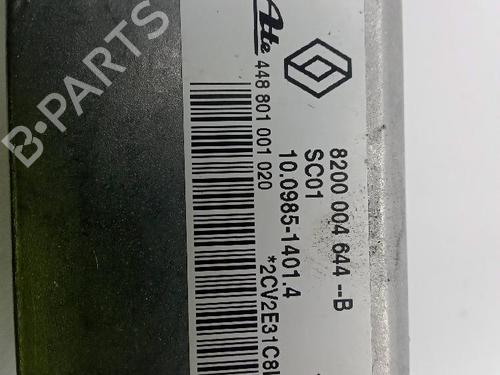 Ate
8200 004 644 --B
SC01
10.0985-1401.4
448 801 001 020
*2CV2E31C8
B-PARTS